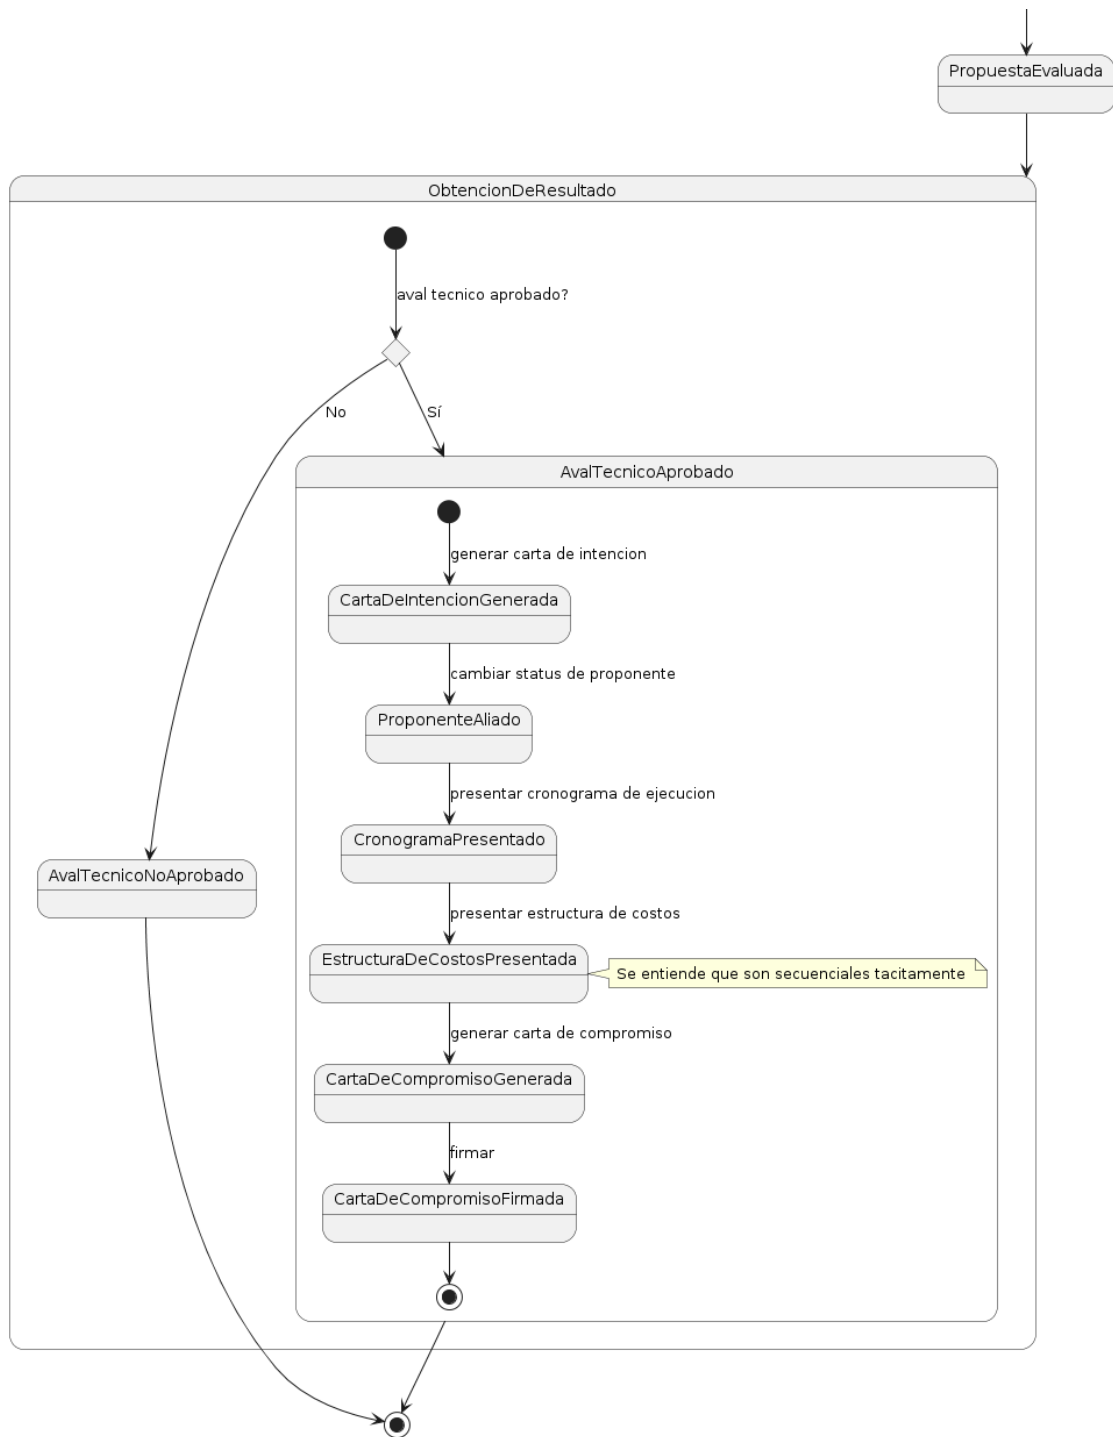 PropuestaEvaluada
ObtencionDeResultado
aval tecnico aprobado?
No
Sí
AvalTecnicoAprobado
generar carta de intencion
CartaDeIntencionGenerada
cambiar status de proponente
ProponenteAliado
presentar cronograma de ejecucion
CronogramaPresentado
AvalTecnicoNoAprobado
presentar estructura de costos
EstructuraDeCostosPresentada
Se entiende que son secuenciales tacitamente
generar carta de compromiso
CartaDeCompromisoGenerada
firmar
CartaDeCompromisoFirmada